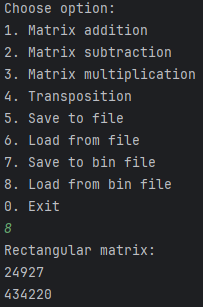 Choose option:
1. Matrix addition
2. Matrix subtraction
3. Matrix multiplication
4. Transposition
5. Save to file
6. Load from file
7. Save to bin file
8. Load from bin file
0. Exit
8
Rectangular matrix:
24927
434220